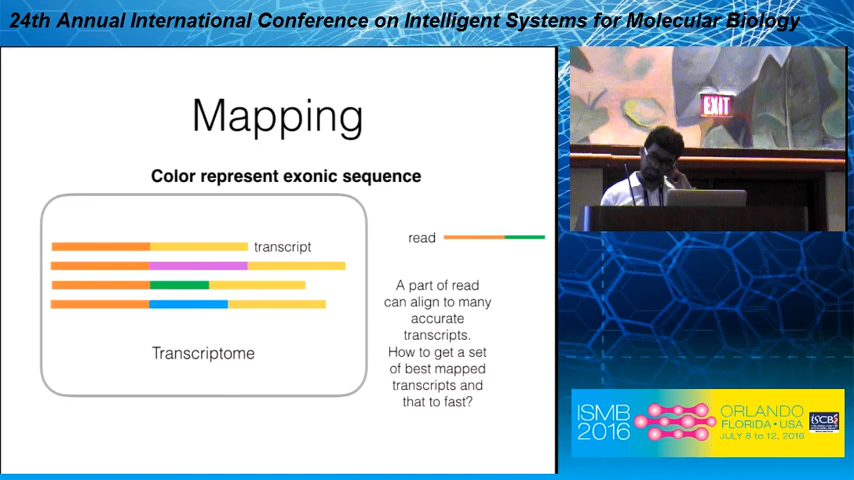 24th Annual International Conference on Intelligent Systems for Molecular Biology
Mapping
Color represent exonic sequence
transcript
Transcriptome
read
A part of read
can align to many
accurate
transcripts.
How to get a set
of best mapped
transcripts and
that to fast?
EXIT
ISMB
2016
ORLANDO
FLORIDA • USA
JULY 8 to 12, 2016
ISCB